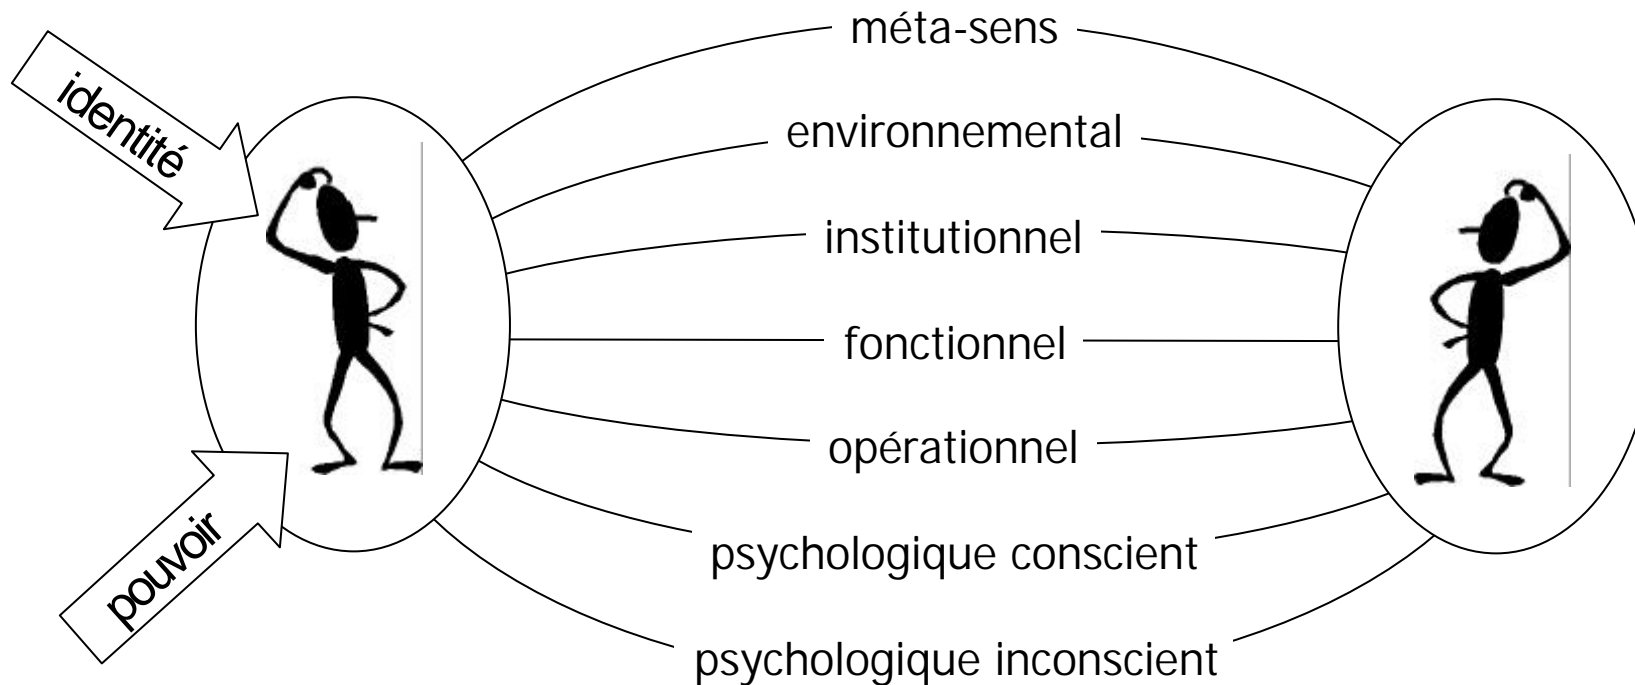 méta-sens
identité
environnemental
institutionnel
fonctionnel
opérationnel
pouvoir
psychologique conscient
psychologique inconscient